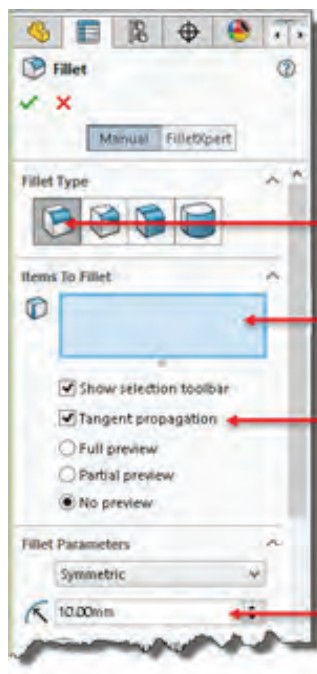 Fillet
Manual FilletXpert
Fillet Type
Items To Fillet
Show selection toolbar
Tangent propagation
Full preview
Partial preview
No preview
Fillet Parameters
Symmetric
10.00mm